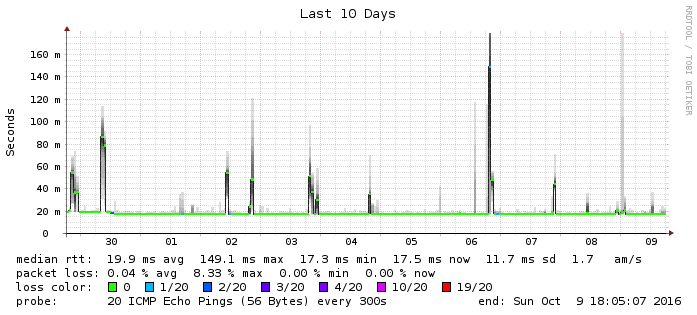 Last 10 Days
RRDTOOL / TOBI OETIKER
Seconds
160 m
140 m
120 m
100 m
80 m
60 m
40 m
20 m
0
30 01 02 03 04 05 06 07 08 09
median rtt: 19.9 ms avg 149.1 ms max 17.3 ms min 17.5 ms now 11.7 ms sd 1.7 am/s
packet loss: 0.04 % avg 8.33 % max 0.00 % min 0.00 % now
loss color: 0 1/20 2/20 3/20 4/20 10/20 19/20
probe: 20 ICMP Echo Pings (56 Bytes) every 300s end: Sun Oct 9 18:05:07 2016